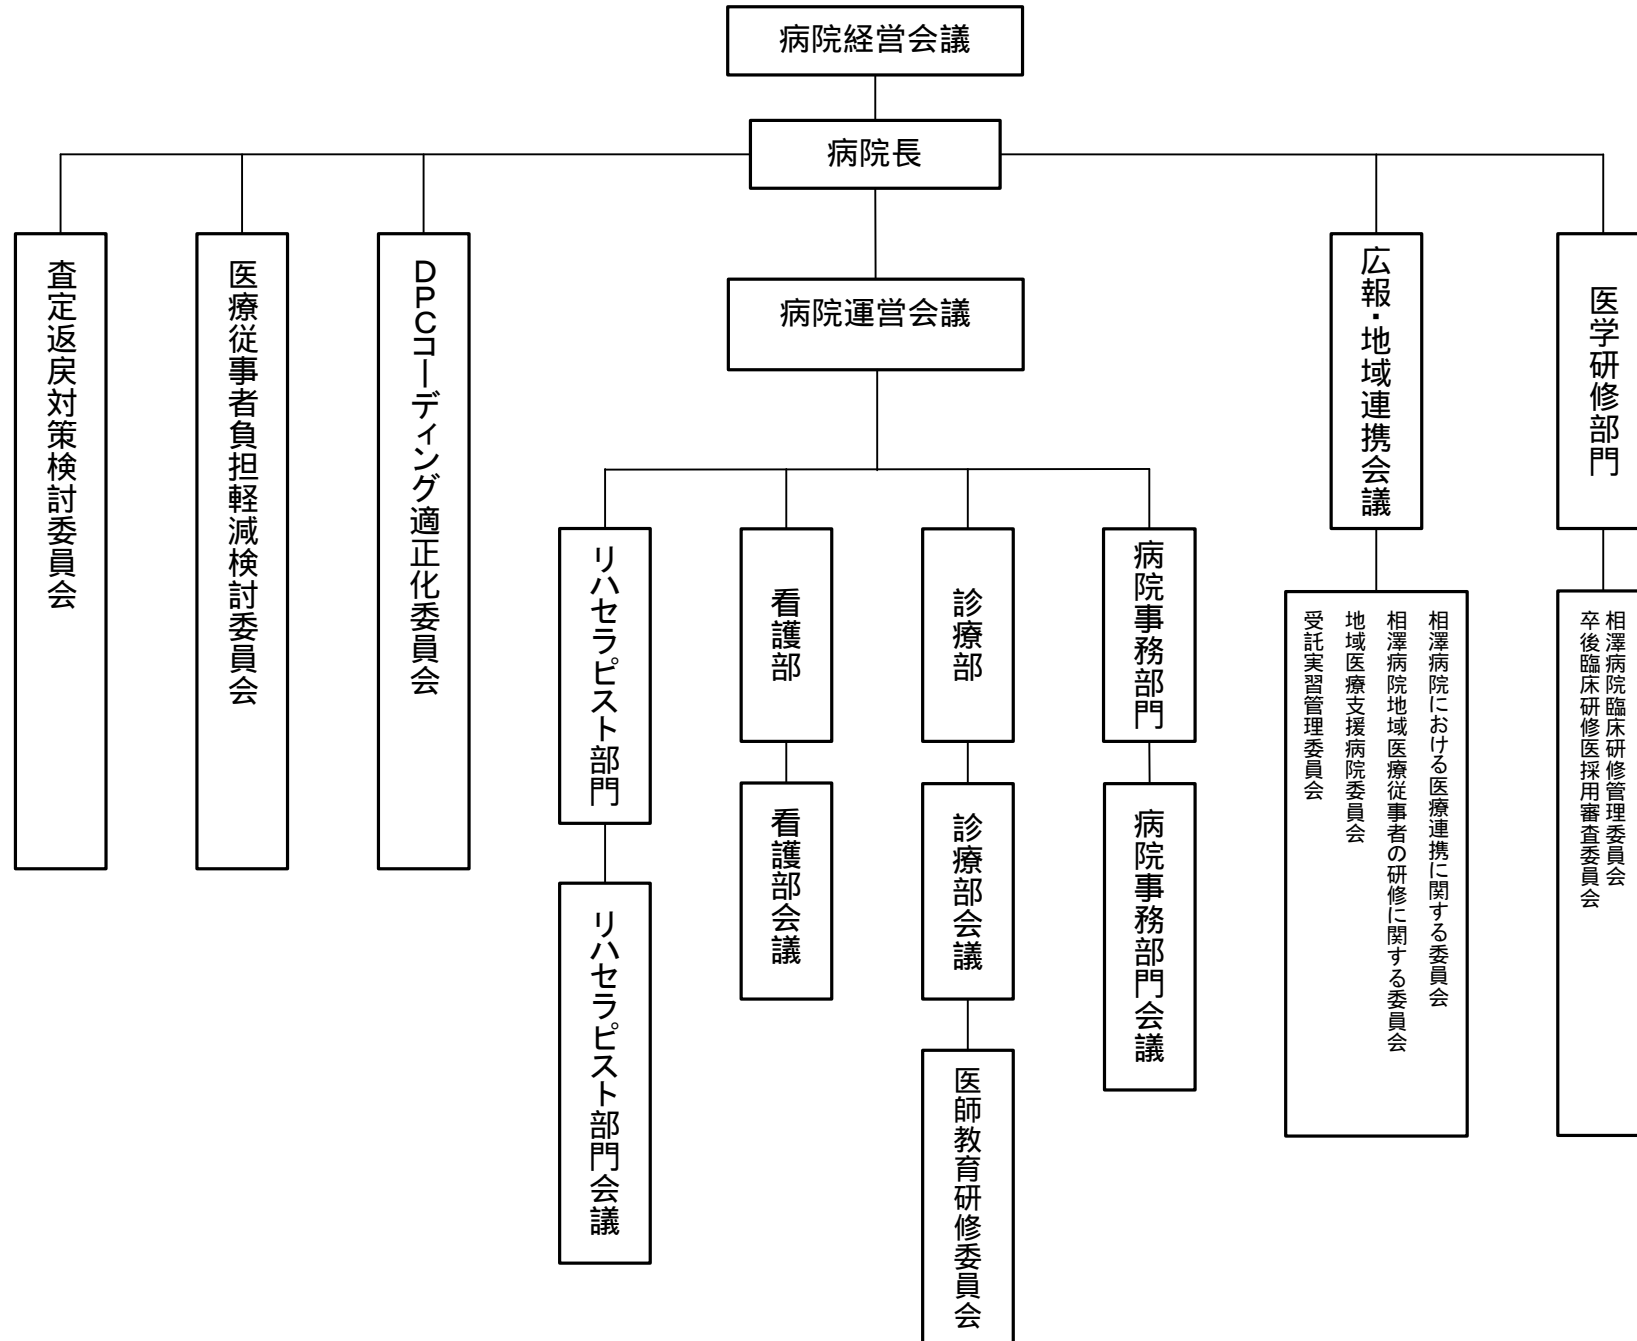 病院経営会議
病院長
査定返戻対策検討委員会
医療従事者負担軽減検討委員会
DPCコーディング適正化委員会
病院運営会議
広報・地域連携会議
医学研修部門
リハセラピスト部門
看護部
診療部
病院事務部門
相澤病院における医療連携に関する委員会
相澤病院地域医療従事者の研修に関する委員会
地域医療支援病院委員会
受託実習管理委員会
相澤病院臨床研修管理委員会
卒後臨床研修医採用審査委員会
リハセラピスト部門会議
看護部会議
診療部会議
病院事務部門会議
医師教育研修委員会